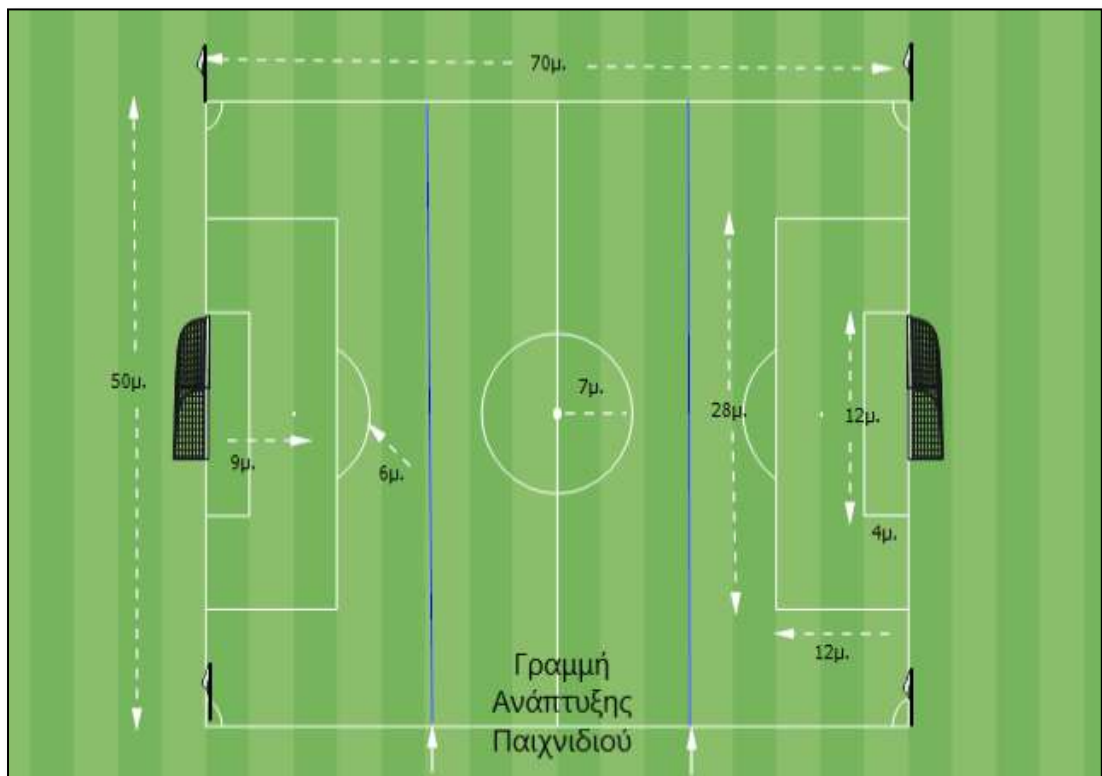 70μ.
50μ.
7μ.
28μ.
12μ.
9μ.
6μ.
4μ.
12μ.
Γραμμή
Ανάπτυξης
Παιχνιδιού